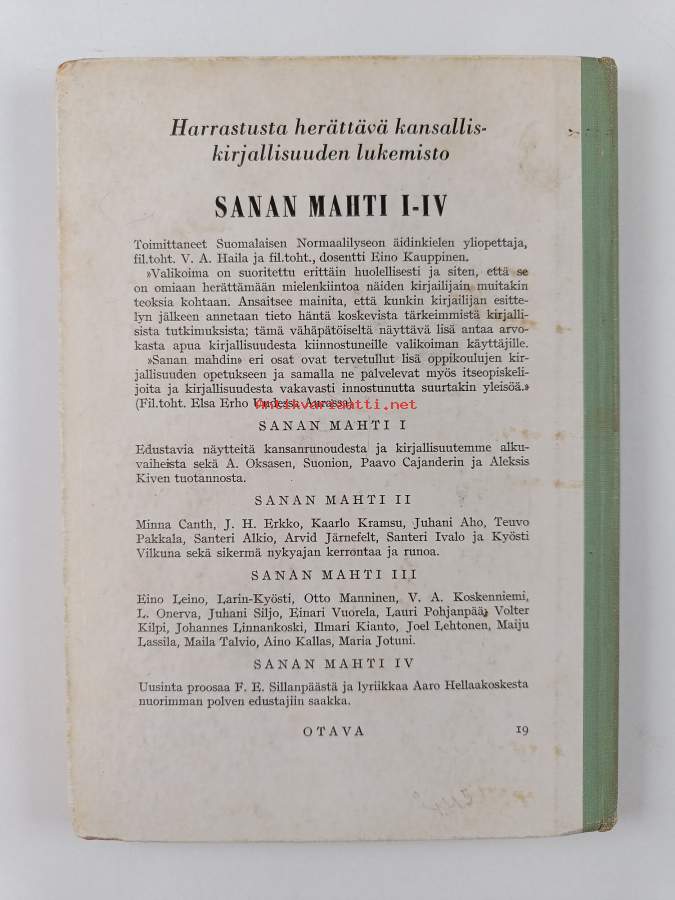 Harrastusta herättävä kansallis-
kirjallisuuden lukemisto
SANAN MAHTI I-IV
Toimittaneet Suomalaisen Normaalilyseon äidinkielen yliopettaja,
fil.toht. V. A. Haila ja fil.toht., dosentti Eino Kauppinen.
»Valikoima on suoritettu erittäin huolellisesti ja siten, että se
on omiaan herättämään mielenkiintoa näiden kirjailijain muitakin
teoksia kohtaan. Ansaitsee mainita, että kunkin kirjailijan esitte-
lyn jälkeen annetaan tieto häntä koskevista tärkeimmistä kirjalli-
sista tutkimuksista; tämä vähäpätöiseltä näyttävä lisä antaa arvo-
kasta apua kirjallisuudesta kiinnostuneille valikoiman käyttäjille.
»Sanan mahdin» eri osat ovat tervetullut lisä oppikoulujen kir-
jallisuuden opetukseen ja samalla ne palvelevat myös itseopiskeli-
joita ja kirjallisuudesta vakavasti innostunutta suurtakin yleisöä.»
(Fil.toht. Elsa Erho Uudessa Aurassa)
Antikvariaatti.net
SANAN MAHTI I
Edustavia näytteitä kansanrunoudesta ja kirjallisuutemme alku-
vaiheista sekä A. Oksasen, Suonion, Paavo Cajanderin ja Aleksis
Kiven tuotannosta.
SANAN MAHTI II
Minna Canth, J. H. Erkko, Kaarlo Kramsu, Juhani Aho, Teuvo
Pakkala, Santeri Alkio, Arvid Järnefelt, Santeri Ivalo ja Kyösti
Vilkuna sekä sikermä nykyajan kerrontaa ja runoa.
SANAN MAHTI III
Eino Leino, Larin-Kyösti, Otto Manninen, V. A. Koskenniemi,
L. Onerva, Juhani Siljo, Einari Vuorela, Lauri Pohjanpää, Volter
Kilpi, Johannes Linnankoski, Ilmari Kianto, Joel Lehtonen, Maiju
Lassila, Maila Talvio, Aino Kallas, Maria Jotuni.
SANAN MAHTI IV
Uusinta proosaa F. E. Sillanpäästä ja lyriikkaa Aaro Hellaakoskesta
nuorimman polven edustajiin saakka.
OTAVA 19